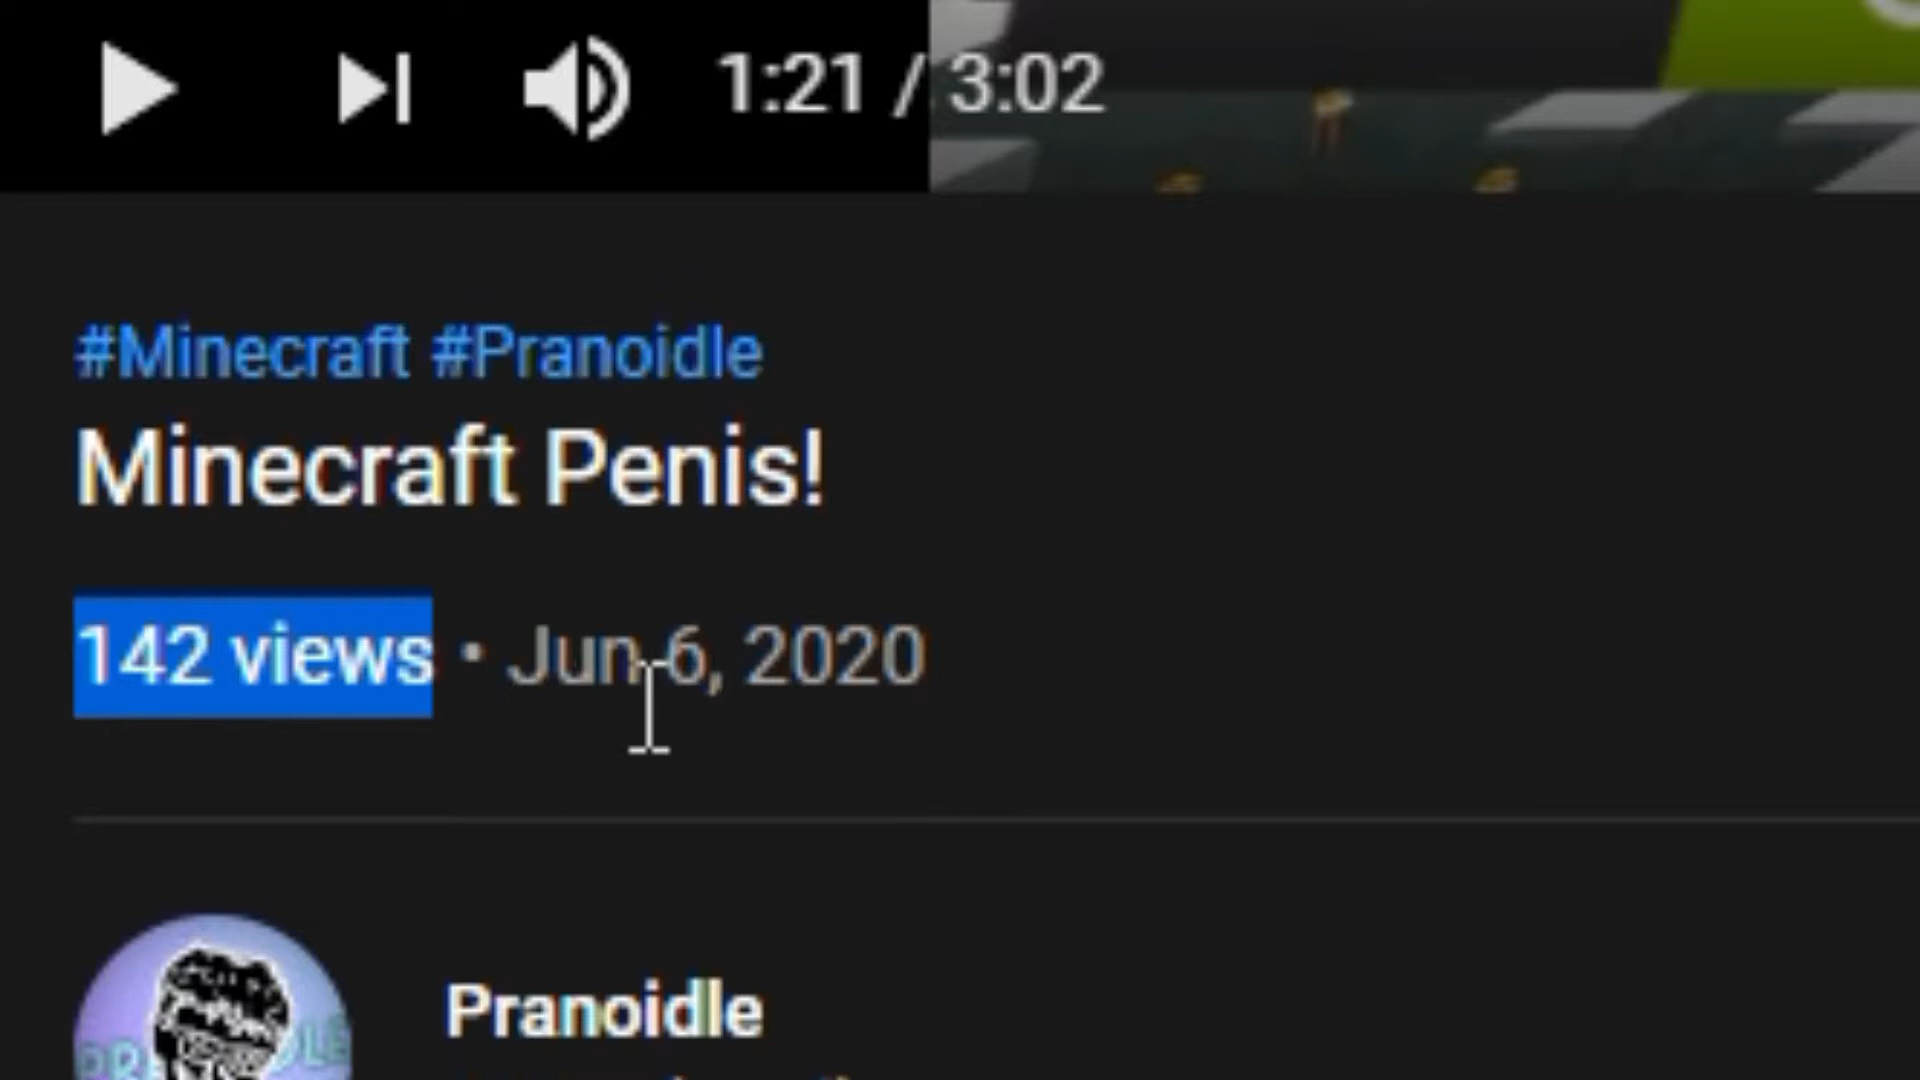 1:21 / 3:02
#Minecraft #Pranoidle
Minecraft Penis!
142 views • Jun 6, 2020
Pranoidle